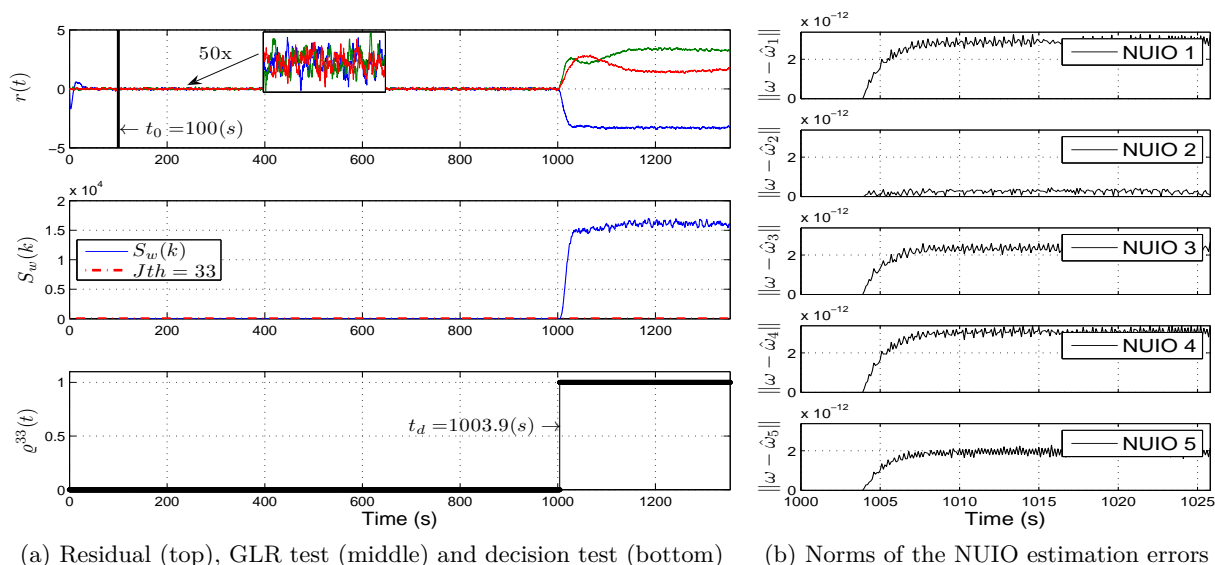 5
0
−5
r(t)
50x
← t₀ =100(s)
0 200 400 600 800 1000 1200
x 10⁴
2
1.5
1
0.5
0
S_w(k)
S_w(k)
Jth = 33
0 200 400 600 800 1000 1200
1
0.5
0
ϱ³³(t)
t_d =1003.9(s) →
0 200 400 600 800 1000 1200
Time (s)
(a) Residual (top), GLR test (middle) and decision test (bottom)
x 10⁻¹²
2
0
||ω − ω̂₁||
NUIO 1
x 10⁻¹²
2
0
||ω − ω̂₂||
NUIO 2
x 10⁻¹²
2
0
||ω − ω̂₃||
NUIO 3
x 10⁻¹²
2
0
||ω − ω̂₄||
NUIO 4
x 10⁻¹²
2
0
||ω − ω̂₅||
NUIO 5
1000 1005 1010 1015 1020 1025
Time (s)
(b) Norms of the NUIO estimation errors